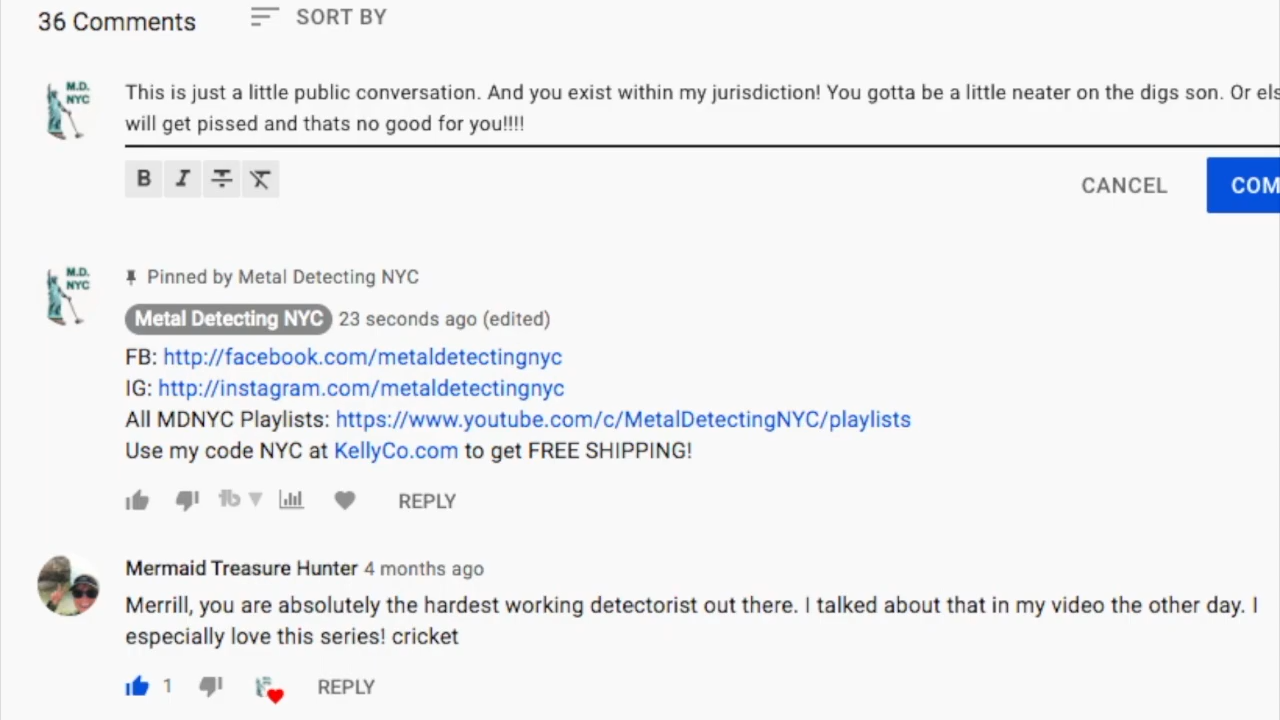 36 Comments
SORT BY
M.D.
NYC
This is just a little public conversation. And you exist within my jurisdiction! You gotta be a little neater on the digs son. Or els
will get pissed and thats no good for you!!!!
B I T T
CANCEL
COM
M.D.
NYC
Pinned by Metal Detecting NYC
Metal Detecting NYC 23 seconds ago (edited)
FB: http://facebook.com/metaldetectingnyc
IG: http://instagram.com/metaldetectingnyc
All MDNYC Playlists: https://www.youtube.com/c/MetalDetectingNYC/playlists
Use my code NYC at KellyCo.com to get FREE SHIPPING!
tb REPLY
Mermaid Treasure Hunter 4 months ago
Merrill, you are absolutely the hardest working detectorist out there. I talked about that in my video the other day. I
especially love this series! cricket
1 REPLY